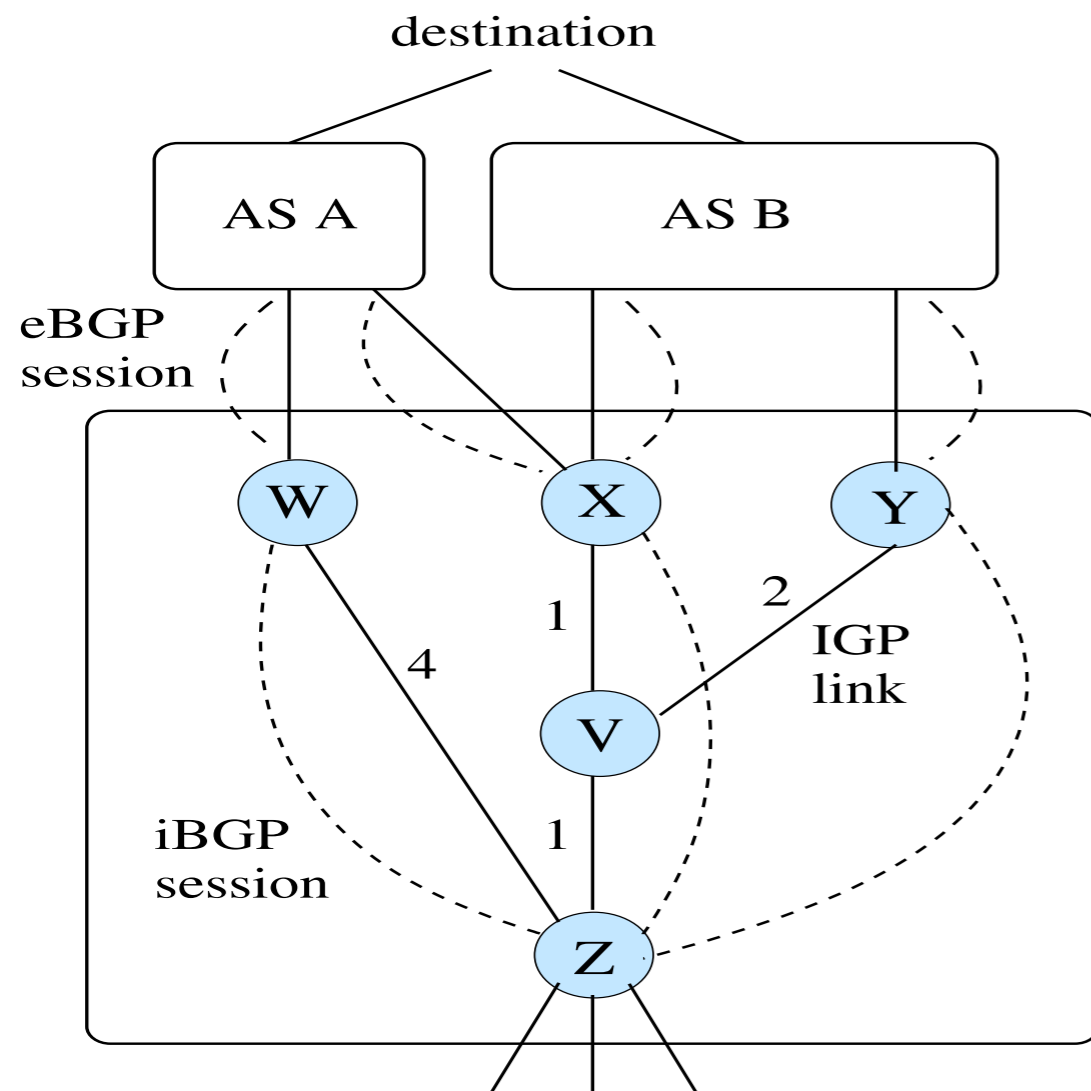 destination
AS A
AS B
eBGP
session
W
X
Y
2
1
IGP
link
4
V
iBGP
session
1
Z